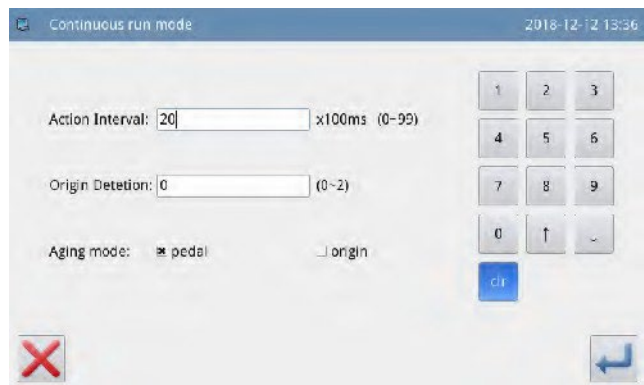 Continuous run mode 2018-12-12 13:36
Action Interval: 20 x100ms (0~99)
Origin Detetion: 0 (0~2)
Aging mode: pedal origin
1 2 3
4 5 6
7 8 9
0 ↑
clr